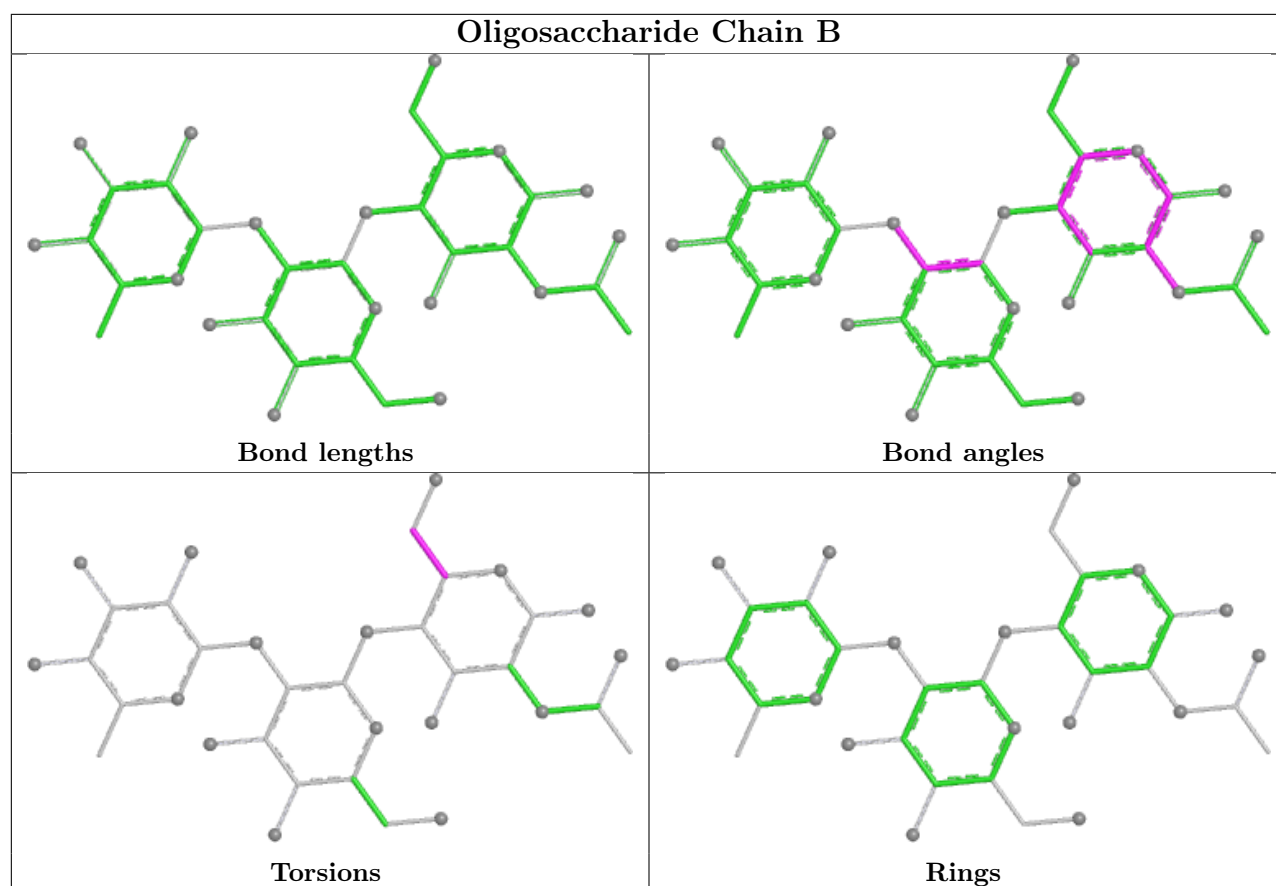 Oligosaccharide Chain B
Bond lengths
Bond angles
Torsions
Rings